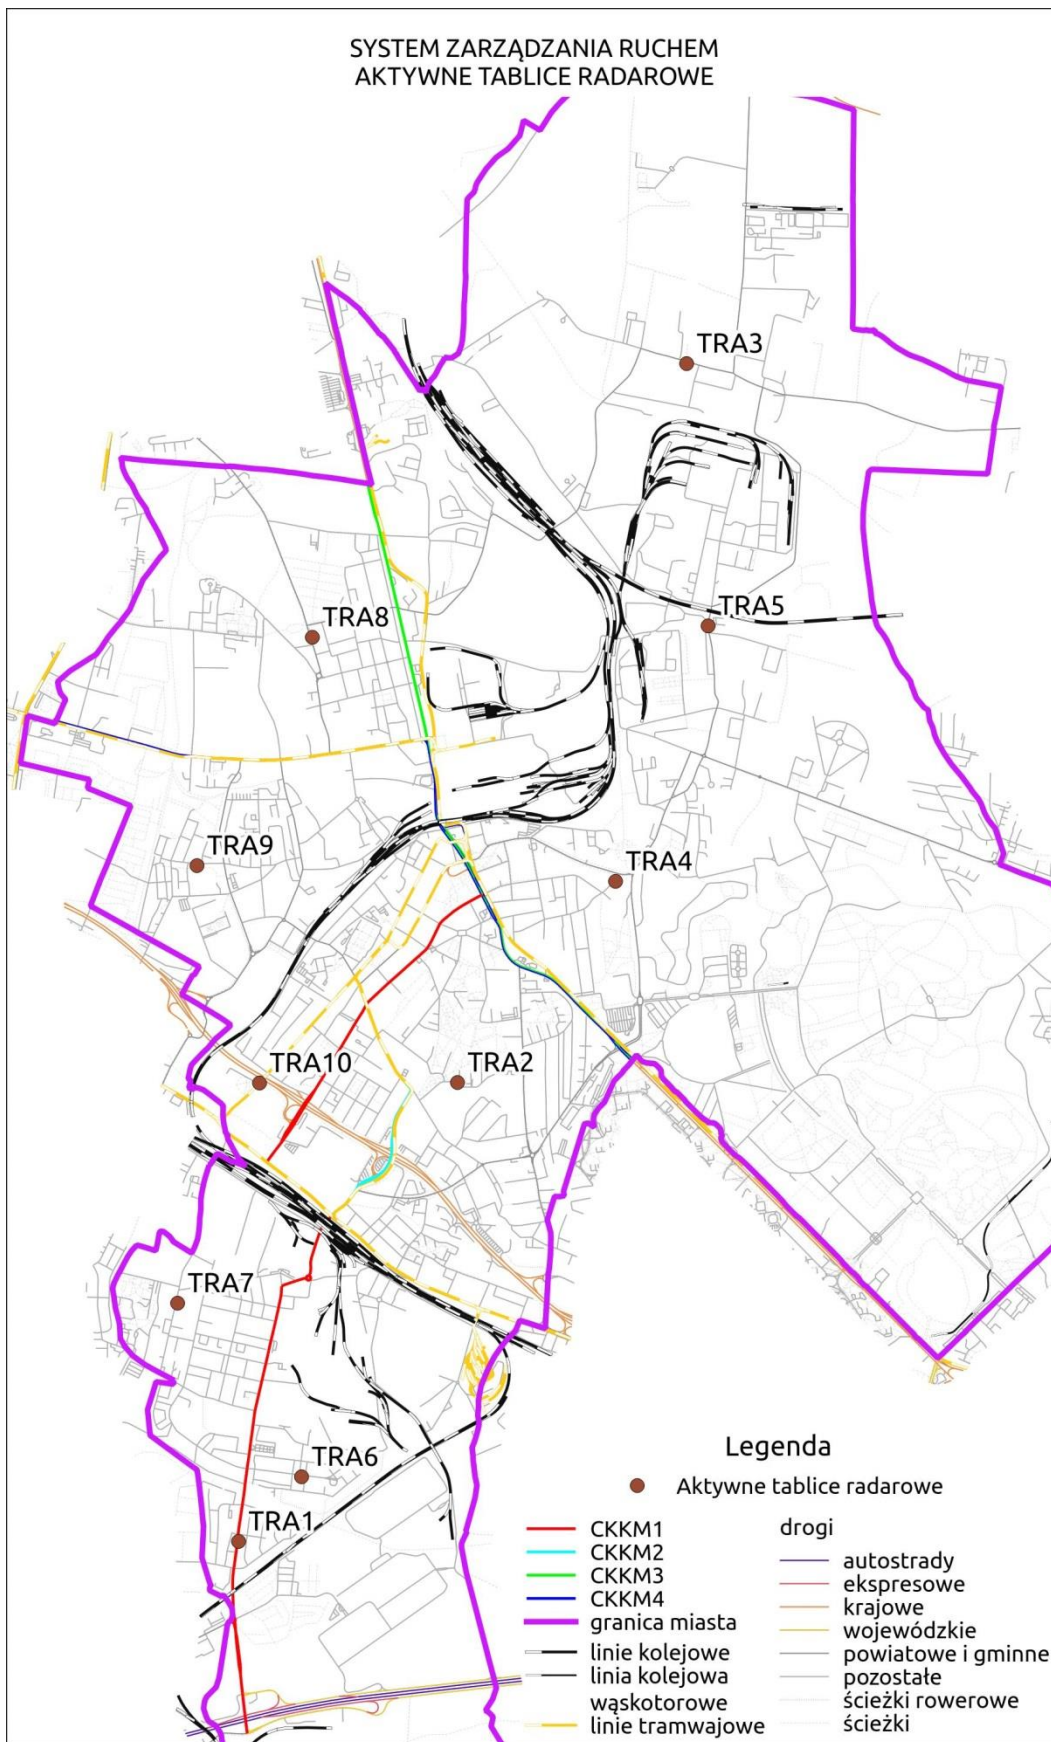 SYSTEM ZARZĄDZANIA RUCHEM
AKTYWNE TABLICE RADAROWE
TRA3
TRA8
TRA5
TRA9
TRA4
TRA10
TRA2
TRA7
TRA6
TRA1
Legenda
Aktywne tablice radarowe
CKKM1
CKKM2
CKKM3
CKKM4
granica miasta
linie kolejowe
linia kolejowa
wąskotorowe
linie tramwajowe
drogi
autostrady
ekspresowe
krajowe
wojewódzkie
powiatowe i gminne
pozostałe
ścieżki rowerowe
ścieżki